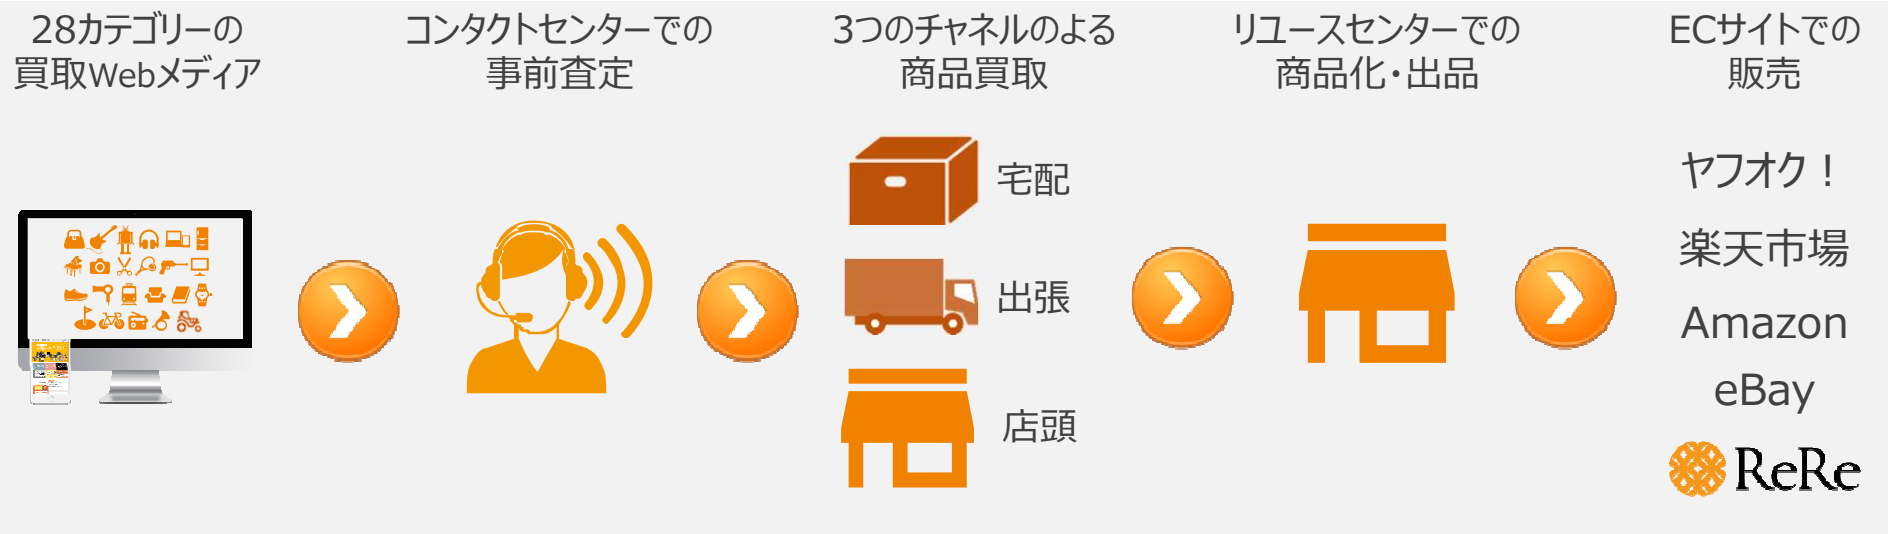 28カテゴリーの
買取Webメディア
コンタクトセンターでの
事前査定
3つのチャネルのよる
商品買取
宅配
出張
店頭
リユースセンターでの
商品化・出品
ECサイトでの
販売
ヤフオク！
楽天市場
Amazon
eBay
ReRe